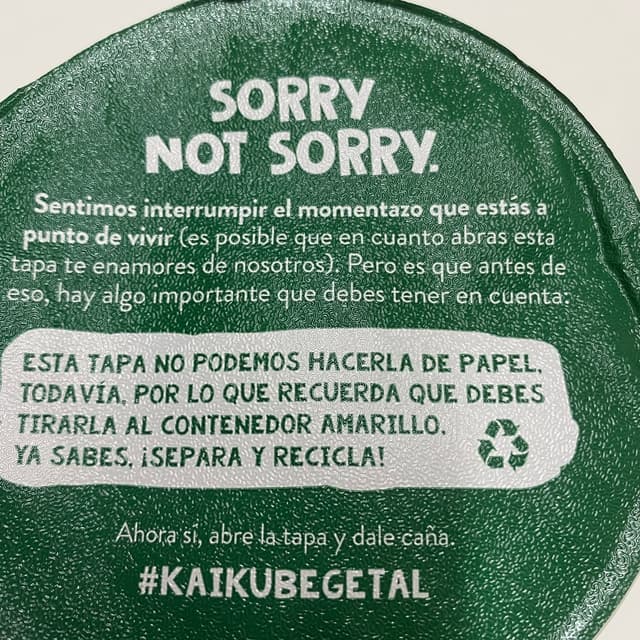 SORRY
NOT SORRY.
Sentimos interrumpir el momentazo que estás a
punto de vivir (es posible que en cuanto abras esta
tapa te enamores de nosotros). Pero es que antes de
eso, hay algo importante que debes tener en cuenta:
ESTA TAPA NO PODEMOS HACERLA DE PAPEL.
TODAVÍA, POR LO QUE RECUERDA QUE DEBES
TIRARLA AL CONTENEDOR AMARILLO.
YA SABES, ¡SEPARA Y RECICLA!
Ahora sí, abre la tapa y dale caña.
#KAIKUBEGETAL